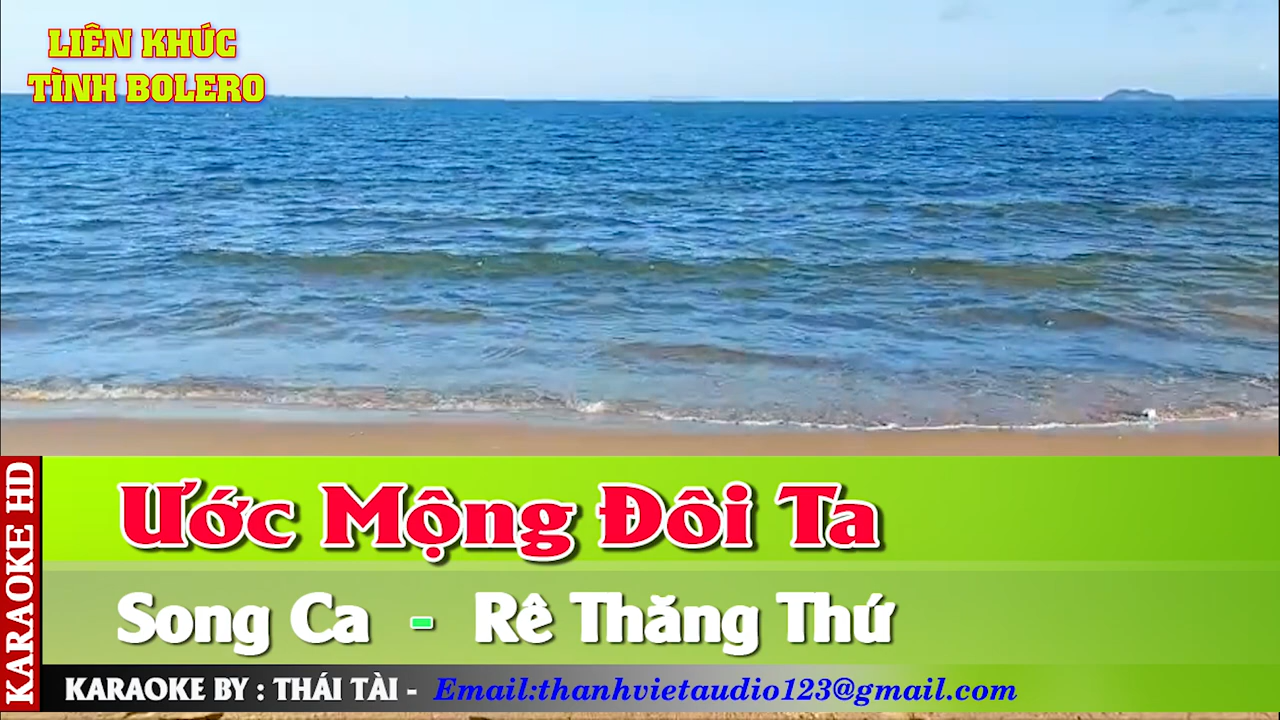 LIÊN KHÚC
TÌNH BOLERO
Ước Mộng Đôi Ta
Song Ca - Rê Thăng Thứ
KARAOKE HD
KARAOKE BY : THÁI TÀI - Email:thanhvietaudio123@gmail.com